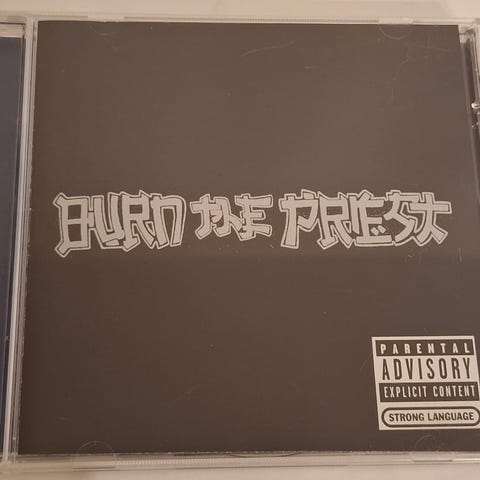 BURN THE PRIEST
PARENTAL
ADVISORY
EXPLICIT CONTENT
STRONG LANGUAGE